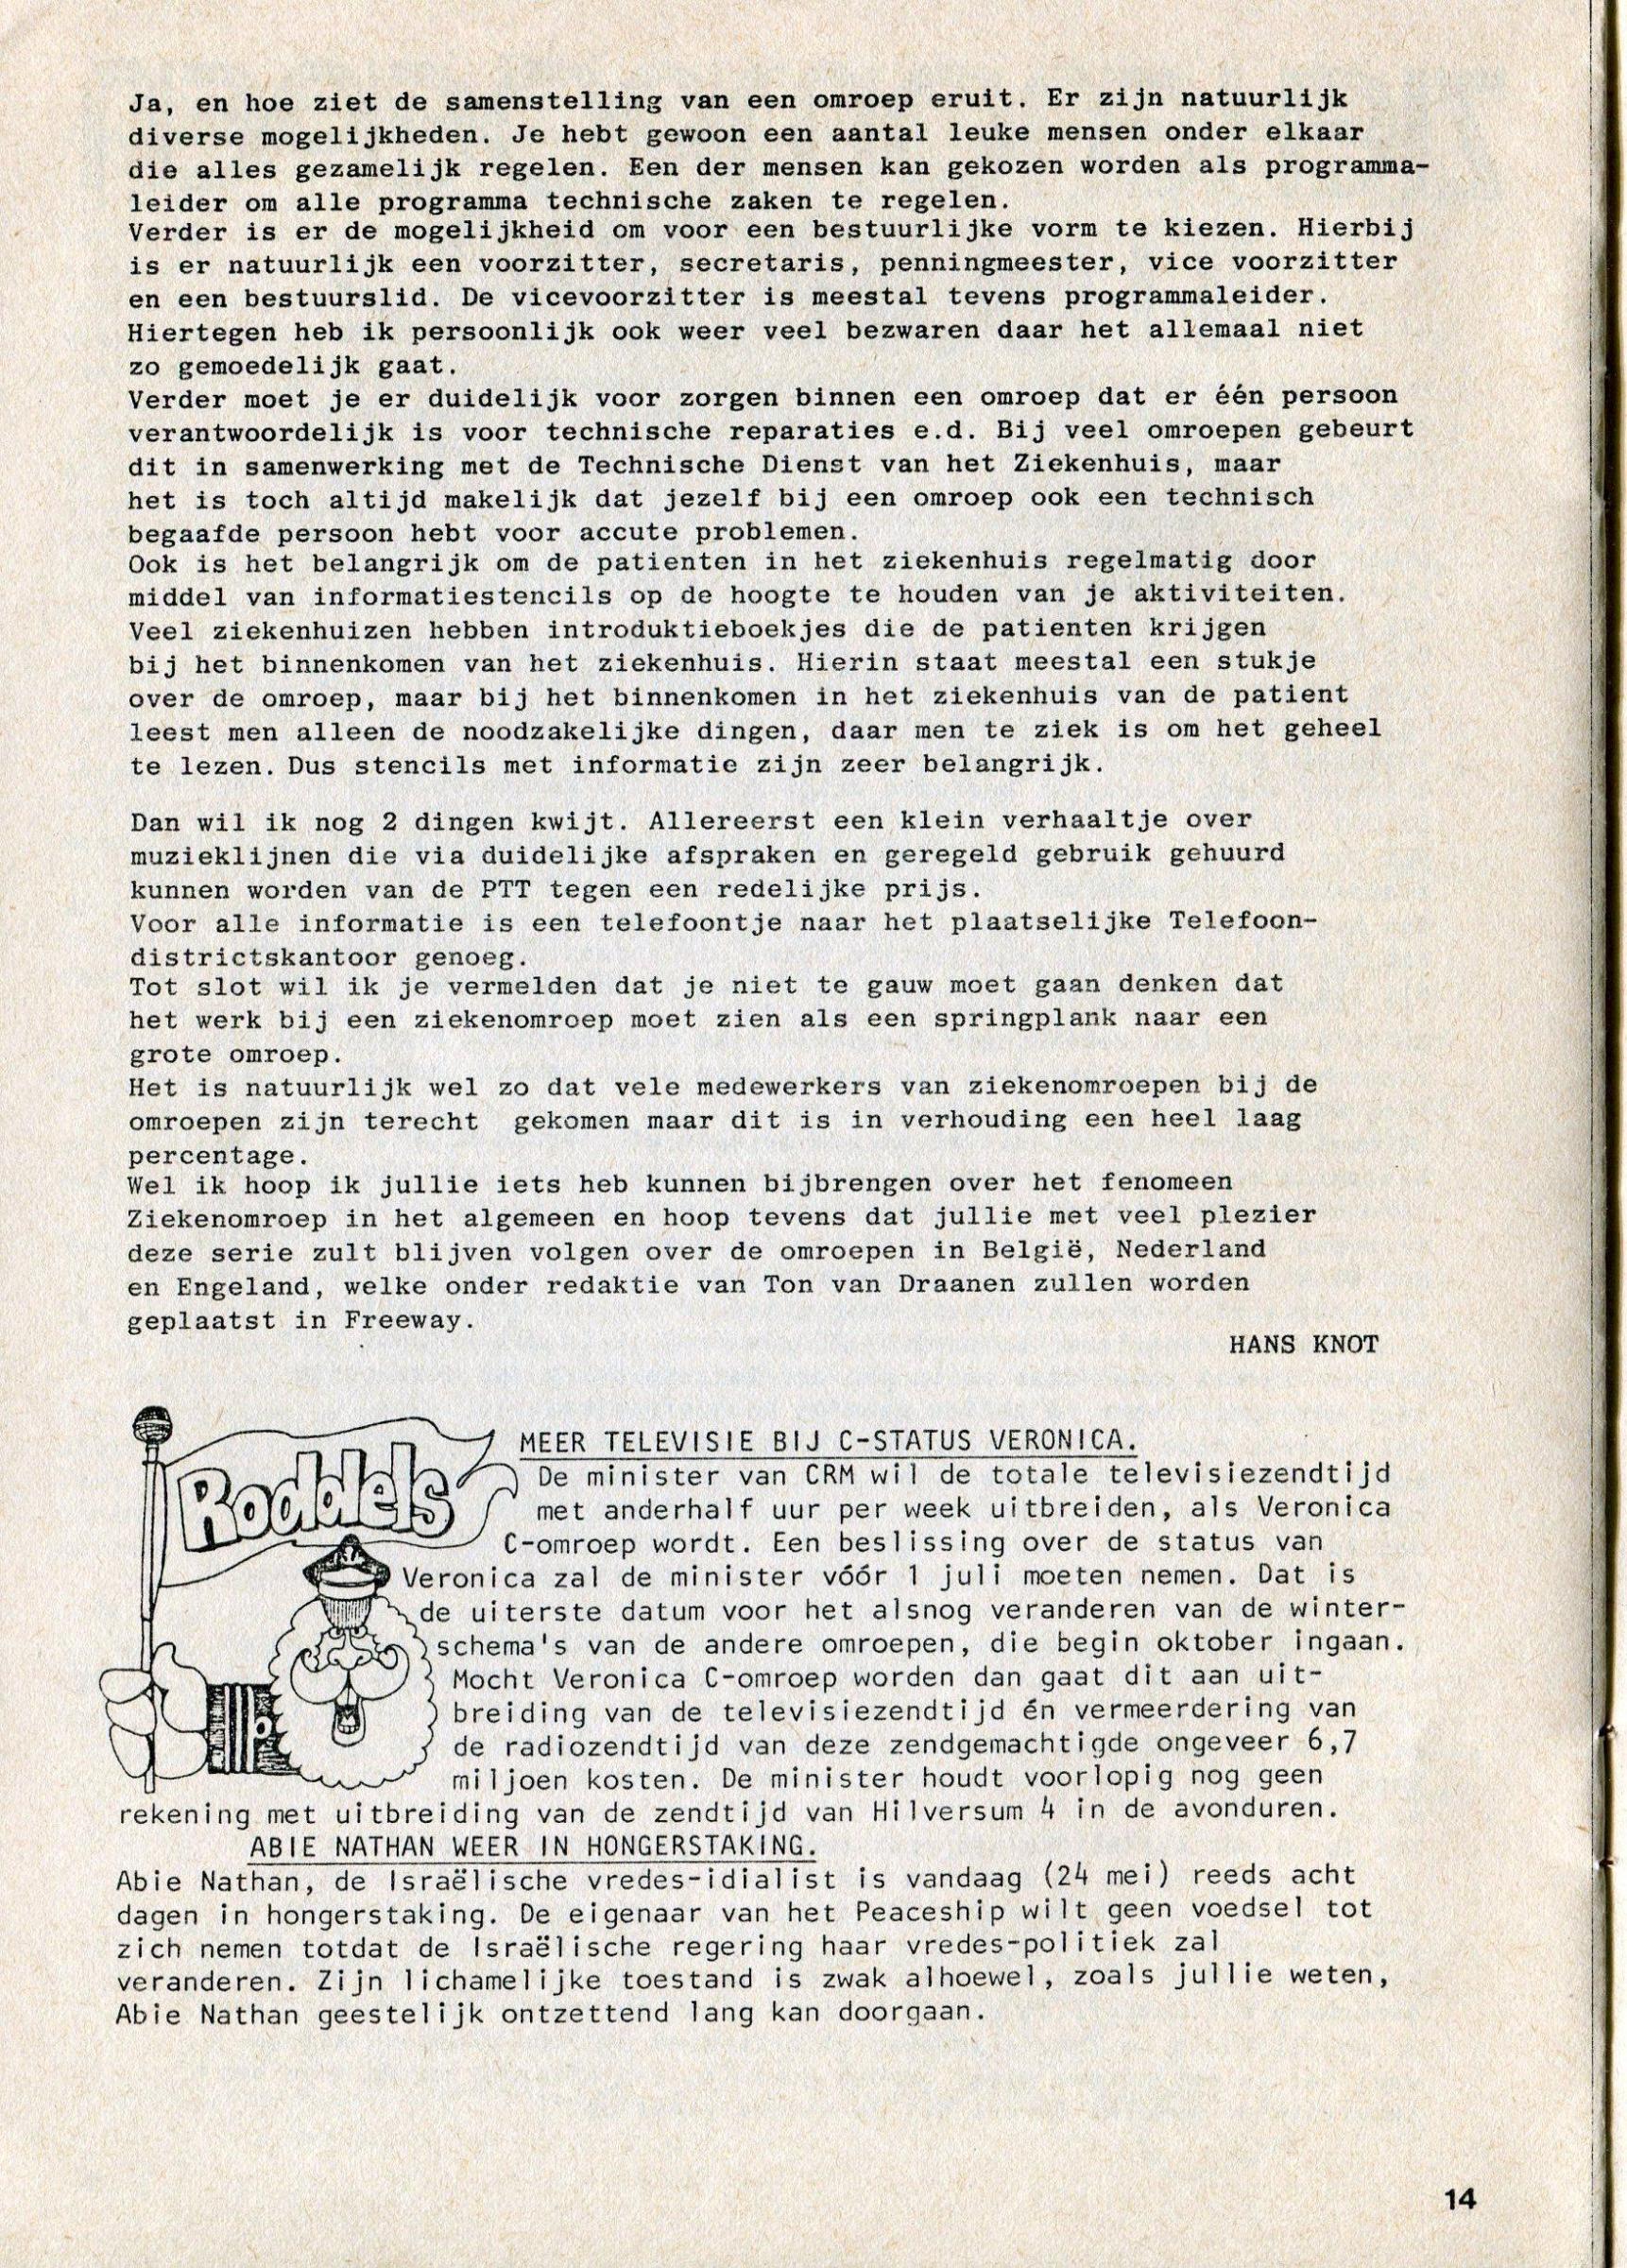 Ja, en hoe ziet de samenstelling van een omroep eruit. Er zijn natuurlijk
diverse mogelijkheden. Je hebt gewoon een aantal leuke mensen onder elkaar
die alles gezamelijk regelen. Een der mensen kan gekozen worden als programma-
leider om alle programma technische zaken te regelen.
Verder is er de mogelijkheid om voor een bestuurlijke vorm te kiezen. Hierbij
is er natuurlijk een voorzitter, secretaris, penningmeester, vice voorzitter
en een bestuurslid. De vicevoorzitter is meestal tevens programmaleider.
Hiertegen heb ik persoonlijk ook weer veel bezwaren daar het allemaal niet
zo gemoedelijk gaat.
Verder moet je er duidelijk voor zorgen binnen een omroep dat er één persoon
verantwoordelijk is voor technische reparaties e.d. Bij veel omroepen gebeurt
dit in samenwerking met de Technische Dienst van het Ziekenhuis, maar
het is toch altijd makelijk dat jezelf bij een omroep ook een technisch
begaafde persoon hebt voor accute problemen.
Ook is het belangrijk om de patienten in het ziekenhuis regelmatig door
middel van informatiestencils op de hoogte te houden van je aktiviteiten.
Veel ziekenhuizen hebben introduktieboekjes die de patienten krijgen
bij het binnenkomen van het ziekenhuis. Hierin staat meestal een stukje
over de omroep, maar bij het binnenkomen in het ziekenhuis van de patient
leest men alleen de noodzakelijke dingen, daar men te ziek is om het geheel
te lezen. Dus stencils met informatie zijn zeer belangrijk.
Dan wil ik nog 2 dingen kwijt. Allereerst een klein verhaaltje over
muzieklijnen die via duidelijke afspraken en geregeld gebruik gehuurd
kunnen worden van de PTT tegen een redelijke prijs.
Voor alle informatie is een telefoontje naar het plaatselijke Telefoon-
districtskantoor genoeg.
Tot slot wil ik je vermelden dat je niet te gauw moet gaan denken dat
het werk bij een ziekenomroep moet zien als een springplank naar een
grote omroep.
Het is natuurlijk wel zo dat vele medewerkers van ziekenomroepen bij de
omroepen zijn terecht  gekomen maar dit is in verhouding een heel laag
percentage.
Wel ik hoop ik jullie iets heb kunnen bijbrengen over het fenomeen
Ziekenomroep in het algemeen en hoop tevens dat jullie met veel plezier
deze serie zult blijven volgen over de omroepen in België, Nederland
en Engeland, welke onder redaktie van Ton van Draanen zullen worden
geplaatst in Freeway.
HANS KNOT
Roddels
MEER TELEVISIE BIJ C-STATUS VERONICA.
De minister van CRM wil de totale televisiezendtijd
met anderhalf uur per week uitbreiden, als Veronica
C-omroep wordt. Een beslissing over de status van
Veronica zal de minister vóór 1 juli moeten nemen. Dat is
de uiterste datum voor het alsnog veranderen van de winter-
schema's van de andere omroepen, die begin oktober ingaan.
Mocht Veronica C-omroep worden dan gaat dit aan uit-
breiding van de televisiezendtijd én vermeerdering van
de radiozendtijd van deze zendgemachtigde ongeveer 6,7
miljoen kosten. De minister houdt voorlopig nog geen
rekening met uitbreiding van de zendtijd van Hilversum 4 in de avonduren.
ABIE NATHAN WEER IN HONGERSTAKING.
Abie Nathan, de Israëlische vredes-idialist is vandaag (24 mei) reeds acht
dagen in hongerstaking. De eigenaar van het Peaceship wilt geen voedsel tot
zich nemen totdat de Israëlische regering haar vredes-politiek zal
veranderen. Zijn lichamelijke toestand is zwak alhoewel, zoals jullie weten,
Abie Nathan geestelijk ontzettend lang kan doorgaan.
14